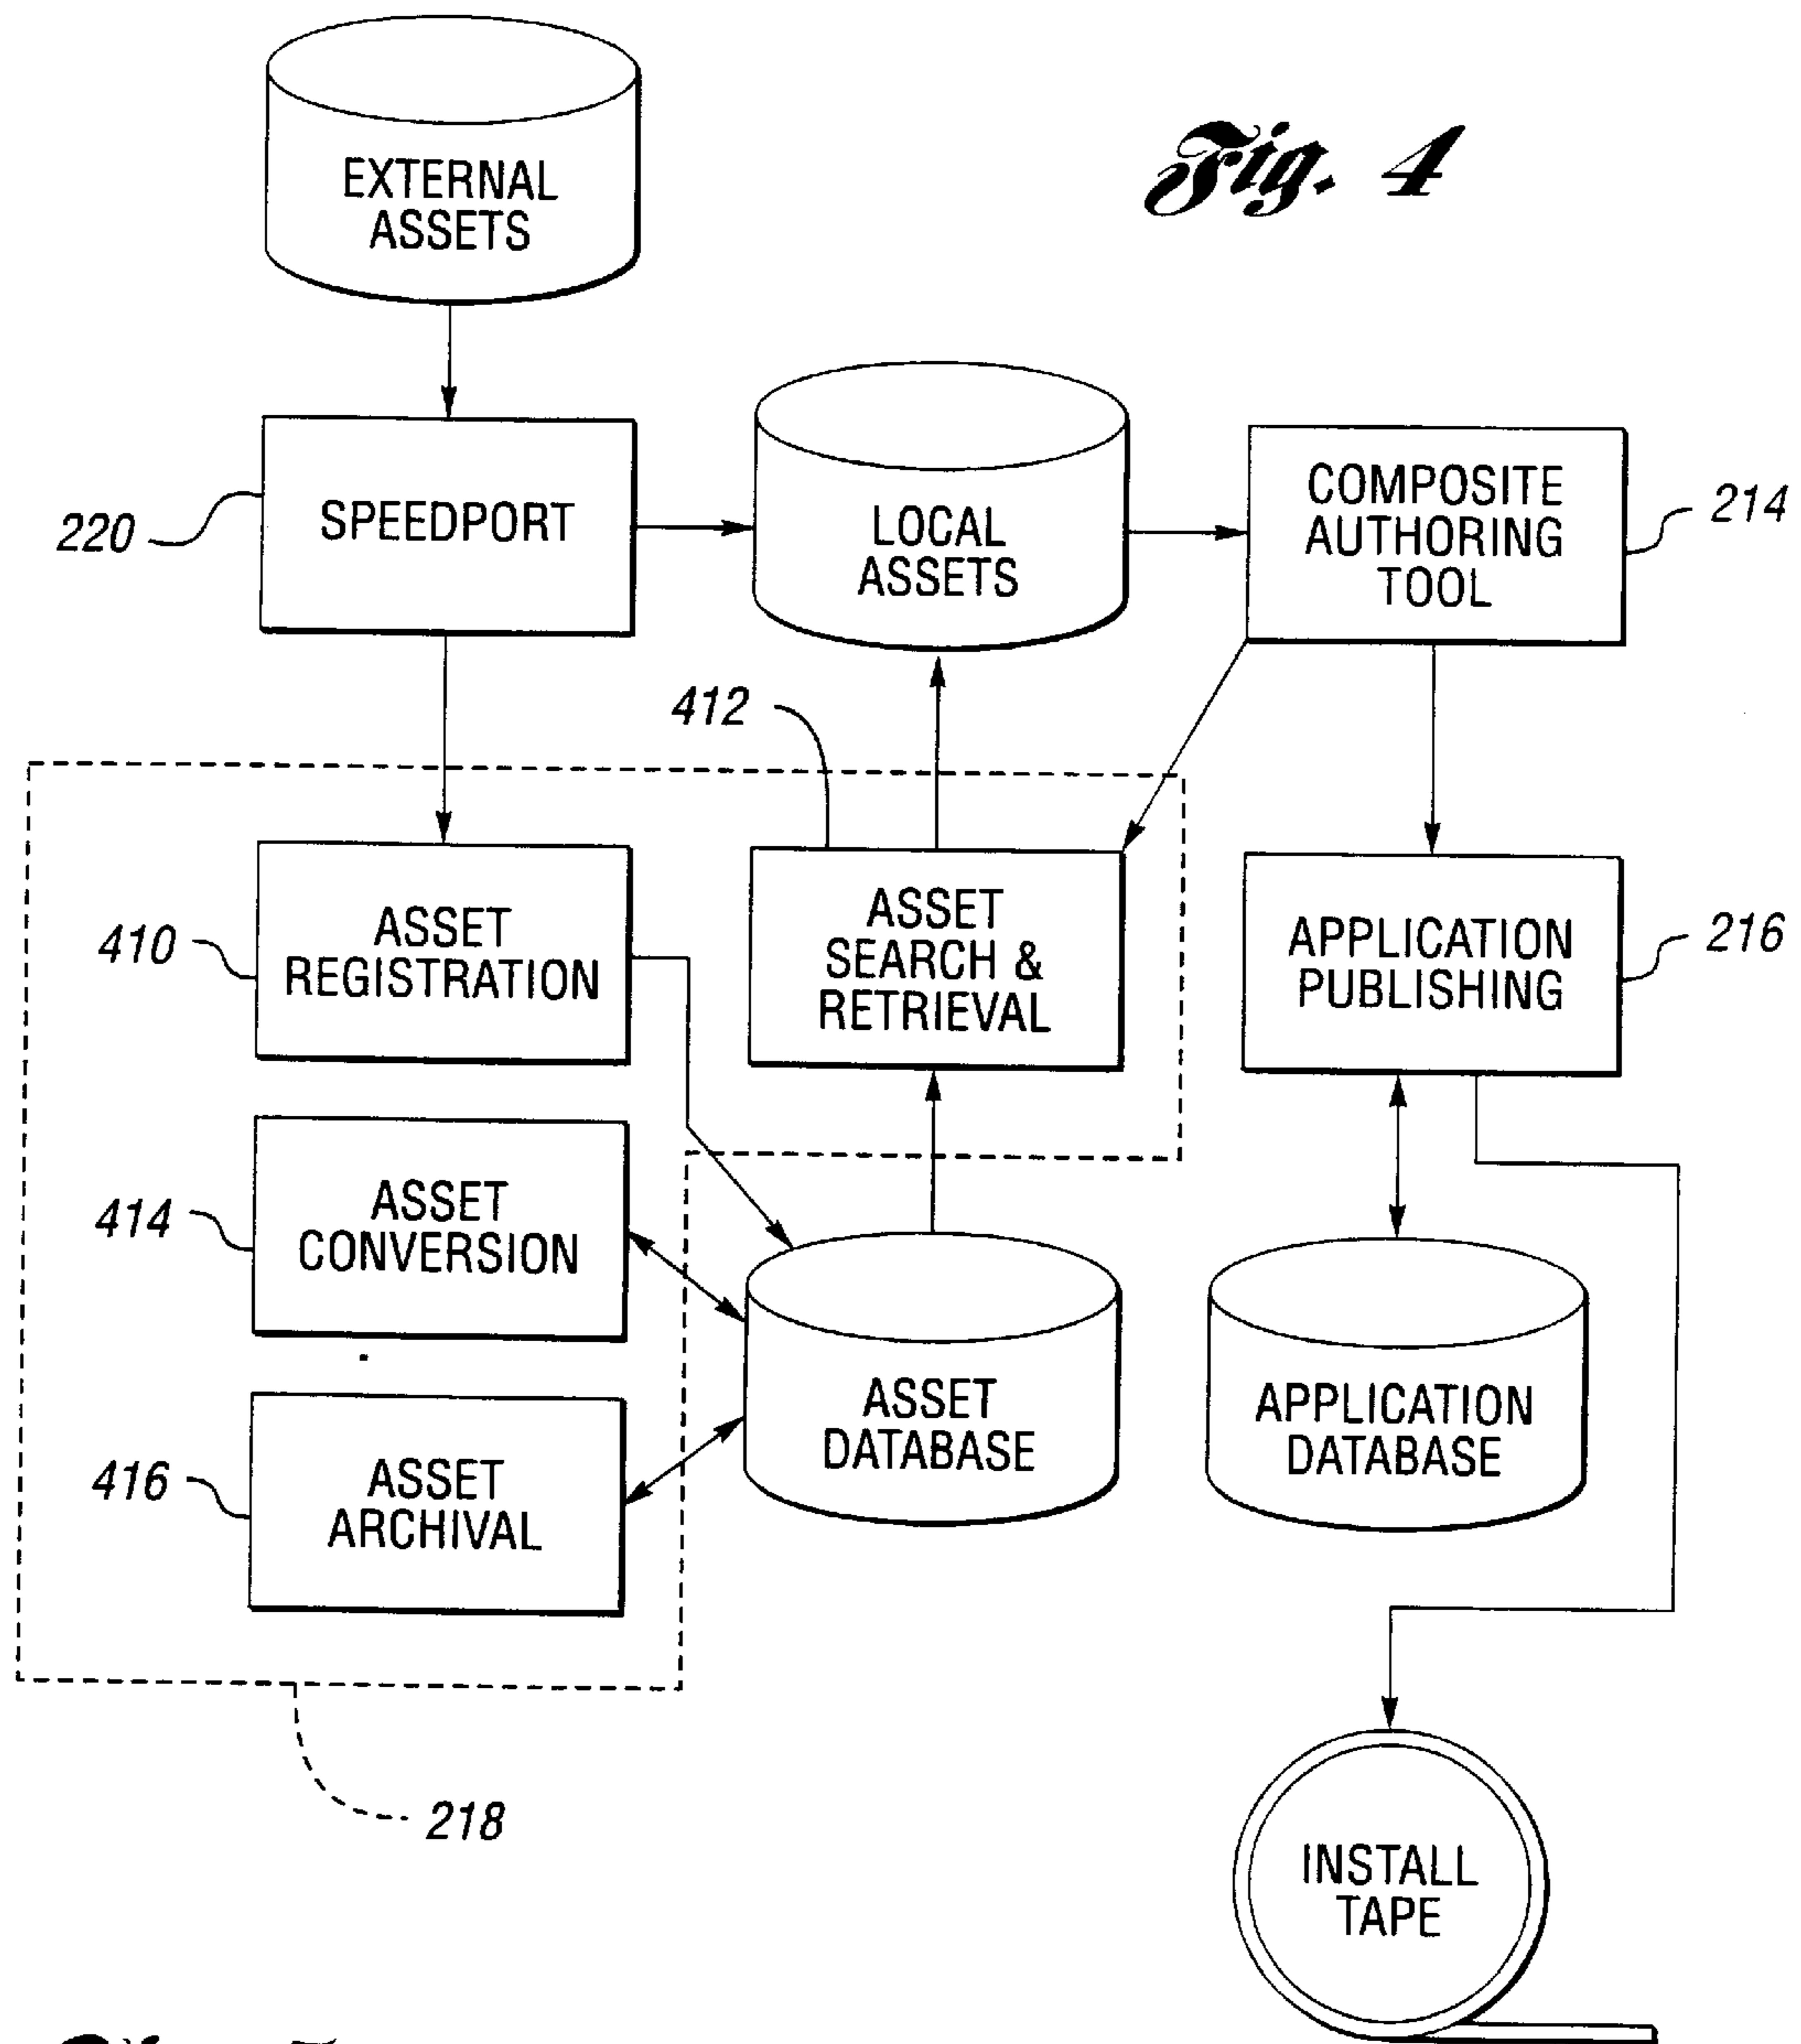 EXTERNAL
ASSETS
Fig. 4
220
SPEEDPORT
LOCAL
ASSETS
COMPOSITE
AUTHORING
TOOL
214
412
410
ASSET
REGISTRATION
ASSET
SEARCH &
RETRIEVAL
APPLICATION
PUBLISHING
216
414
ASSET
CONVERSION
416
ASSET
ARCHIVAL
ASSET
DATABASE
APPLICATION
DATABASE
218
INSTALL
TAPE